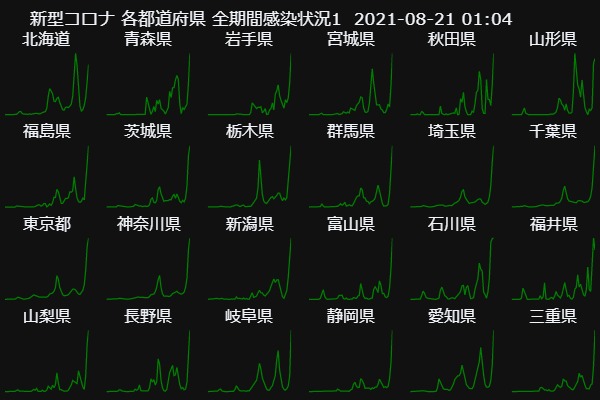 新型コロナ 各都道府県 全期間感染状況1 2021-08-21 01:04
北海道 青森県 岩手県 宮城県 秋田県 山形県
福島県 茨城県 栃木県 群馬県 埼玉県 千葉県
東京都 神奈川県 新潟県 富山県 石川県 福井県
山梨県 長野県 岐阜県 静岡県 愛知県 三重県